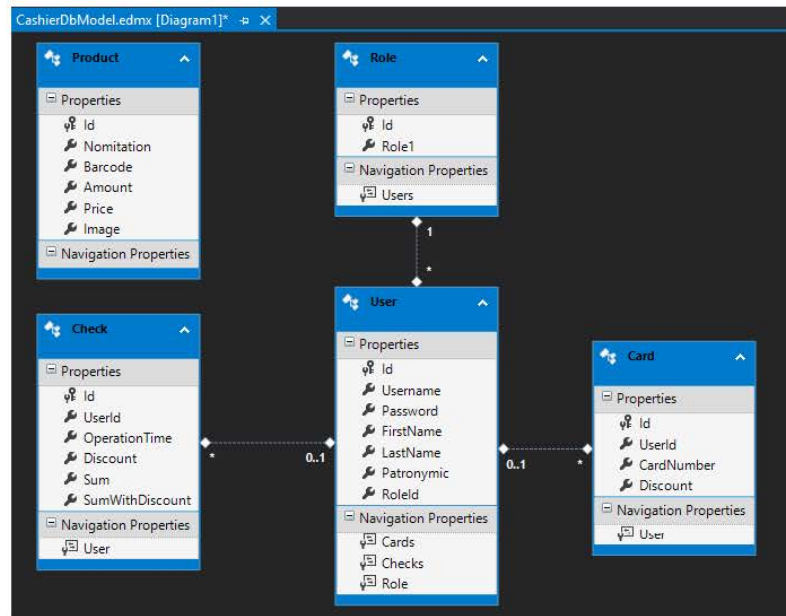 CashierDbModel.edmx [Diagram1]*
Product
Properties
Id
Nomitation
Barcode
Amount
Price
Image
Navigation Properties
Role
Properties
Id
Role1
Navigation Properties
Users
1
*
Check
Properties
Id
UserId
OperationTime
Discount
Sum
SumWithDiscount
Navigation Properties
User
*
0..1
User
Properties
Id
Username
Password
FirstName
LastName
Patronymic
RoleId
Navigation Properties
Cards
Checks
Role
0..1
*
Card
Properties
Id
UserId
CardNumber
Discount
Navigation Properties
User